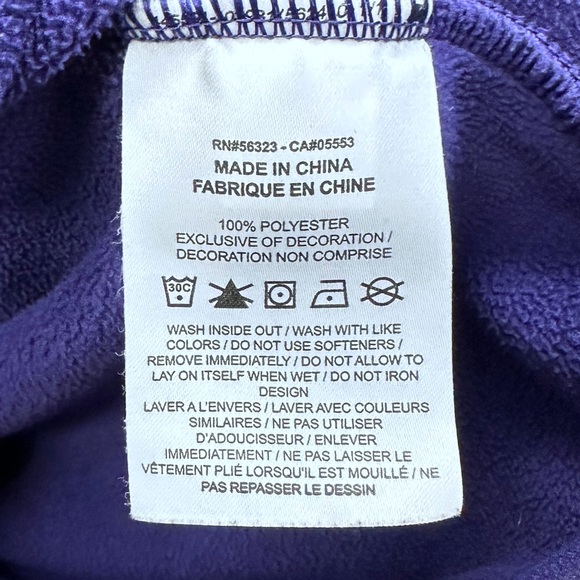 RN#56323 - CA#05553
MADE IN CHINA
FABRIQUE EN CHINE
100% POLYESTER
EXCLUSIVE OF DECORATION /
DECORATION NON COMPRISE
30C
WASH INSIDE OUT / WASH WITH LIKE
COLORS / DO NOT USE SOFTENERS /
REMOVE IMMEDIATELY / DO NOT ALLOW TO
LAY ON ITSELF WHEN WET / DO NOT IRON
DESIGN
LAVER A L'ENVERS / LAVER AVEC COULEURS
SIMILAIRES / NE PAS UTILISER
D'ADOUCISSEUR / ENLEVER
IMMEDIATEMENT / NE PAS LAISSER LE
VÊTEMENT PLIÉ LORSQU'IL EST MOUILLÉ / NE
PAS REPASSER LE DESSIN